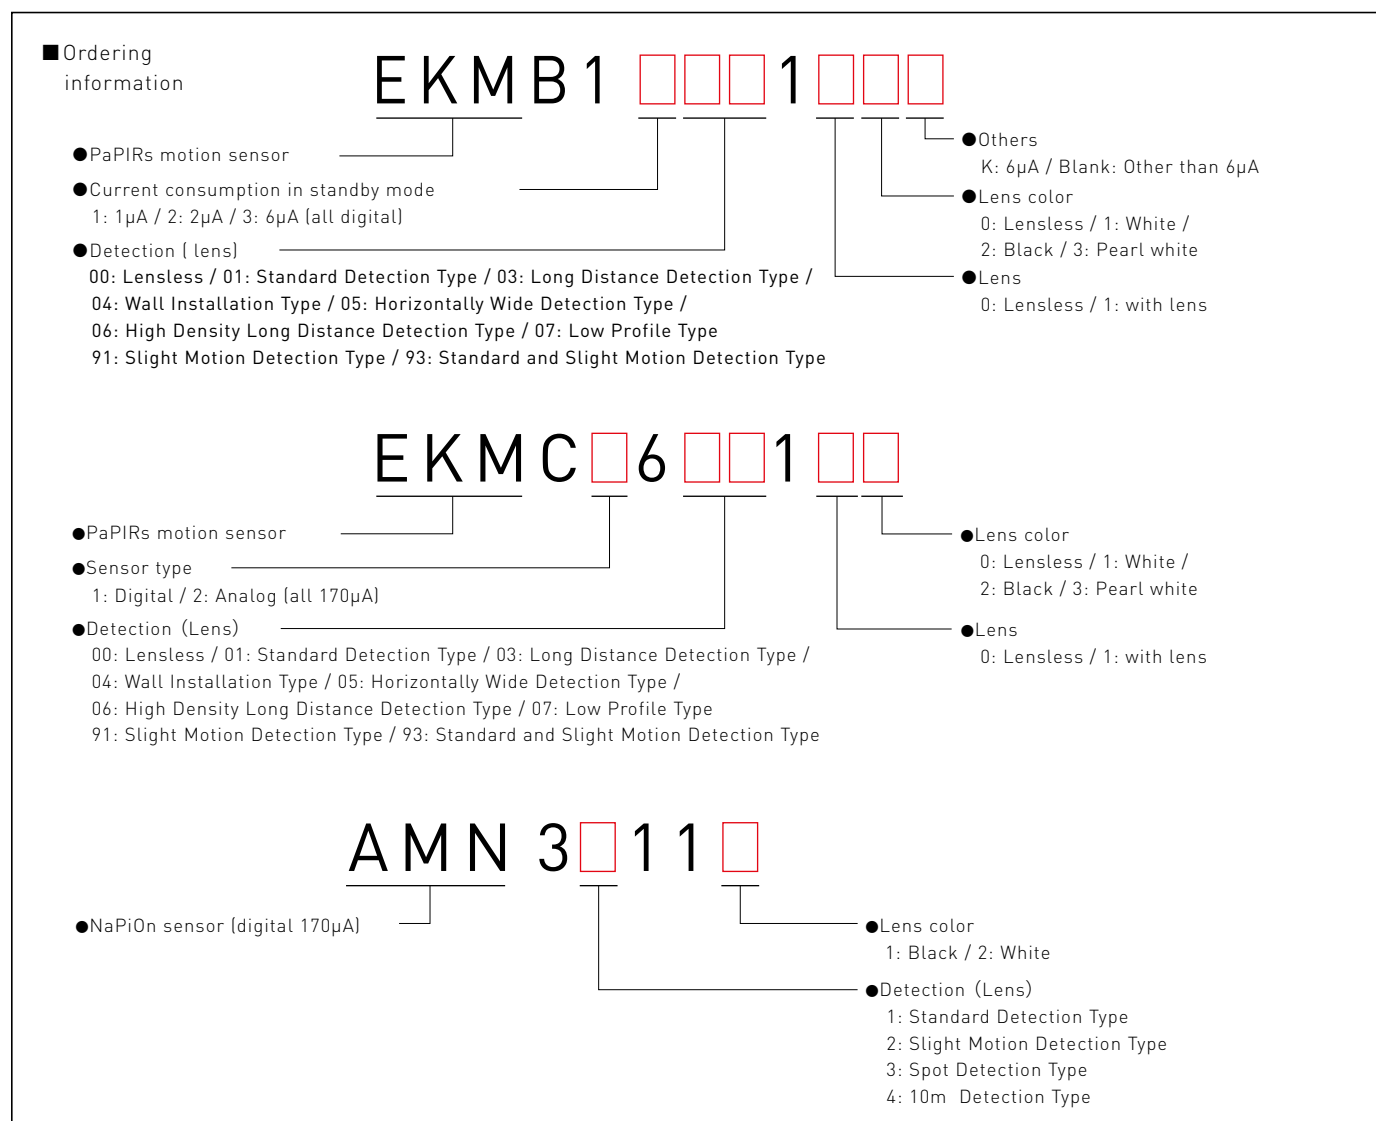 ■Ordering
information
EKMB1 □□□1□□□
●PaPIRs motion sensor
●Current consumption in standby mode
1: 1μA / 2: 2μA / 3: 6μA (all digital)
●Detection ( lens)
00: Lensless / 01: Standard Detection Type / 03: Long Distance Detection Type /
04: Wall Installation Type / 05: Horizontally Wide Detection Type /
06: High Density Long Distance Detection Type / 07: Low Profile Type
91: Slight Motion Detection Type / 93: Standard and Slight Motion Detection Type
●Others
K: 6μA / Blank: Other than 6μA
●Lens color
0: Lensless / 1: White /
2: Black / 3: Pearl white
●Lens
0: Lensless / 1: with lens
EKMC□6□□1□□
●PaPIRs motion sensor
●Sensor type
1: Digital / 2: Analog (all 170μA)
●Detection (Lens)
00: Lensless / 01: Standard Detection Type / 03: Long Distance Detection Type /
04: Wall Installation Type / 05: Horizontally Wide Detection Type /
06: High Density Long Distance Detection Type / 07: Low Profile Type
91: Slight Motion Detection Type / 93: Standard and Slight Motion Detection Type
●Lens color
0: Lensless / 1: White /
2: Black / 3: Pearl white
●Lens
0: Lensless / 1: with lens
AMN 3□11□
●NaPiOn sensor (digital 170μA)
●Lens color
1: Black / 2: White
●Detection (Lens)
1: Standard Detection Type
2: Slight Motion Detection Type
3: Spot Detection Type
4: 10m Detection Type